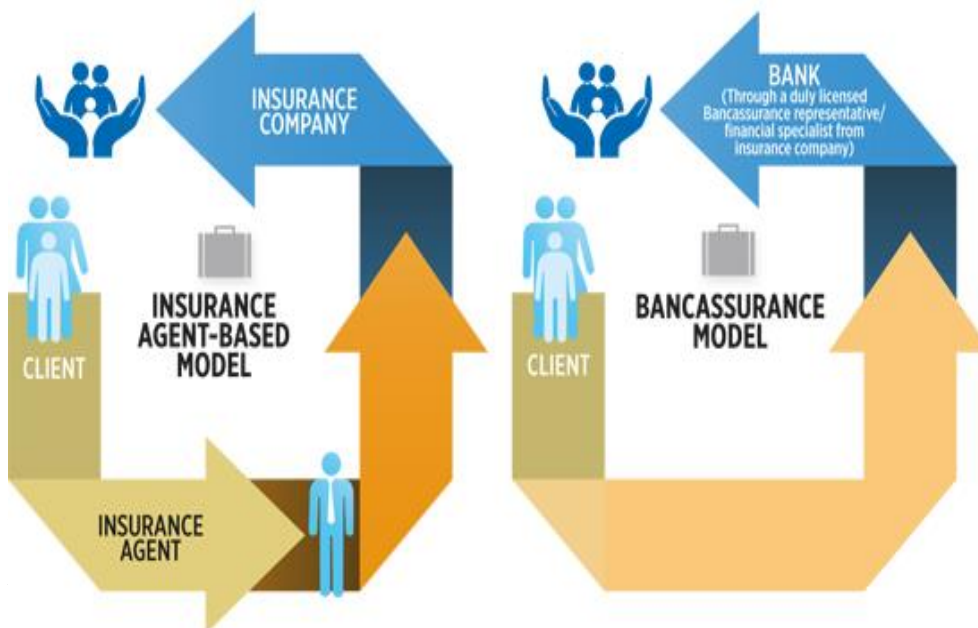 INSURANCE
COMPANY
INSURANCE
AGENT-BASED
MODEL
CLIENT
INSURANCE
AGENT
BANK
(Through a duly licensed
Bancassurance representative/
financial specialist from
insurance company)
BANCASSURANCE
MODEL
CLIENT